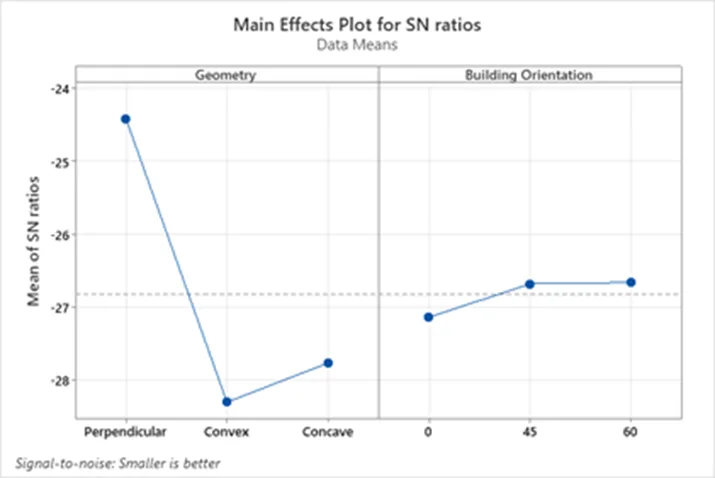 Main Effects Plot for SN ratios
Data Means
Geometry
Building Orientation
Mean of SN ratios
-24
-25
-26
-27
-28
Perpendicular
Convex
Concave
0
45
60
Signal-to-noise: Smaller is better